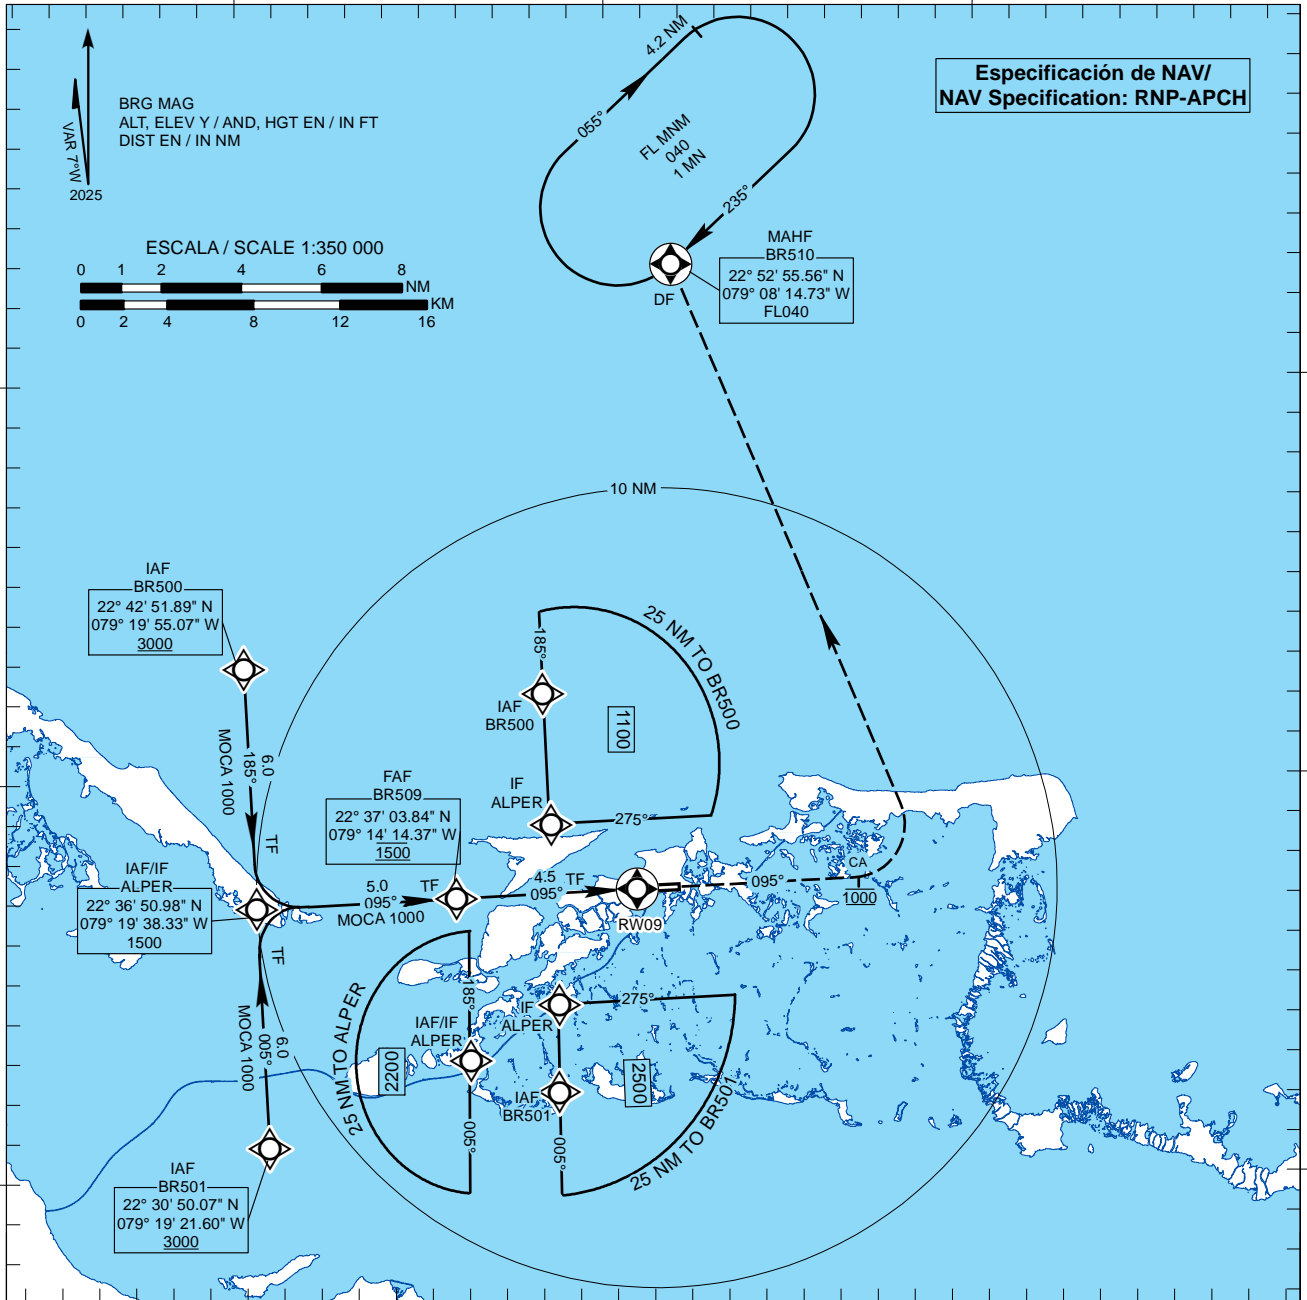 BRG MAG
ALT, ELEV Y / AND, HGT EN / IN FT
DIST EN / IN NM
VAR 7°W
2025
Especificación de NAV/
NAV Specification: RNP-APCH
ESCALA / SCALE 1:350 000
0 1 2 4 6 8 NM
0 2 4 8 12 16 KM
4.2 NM
055°
FL MNM
040
1 MN
235°
MAHF
BR510
22° 52' 55.56" N
079° 08' 14.73" W
FL040
DF
10 NM
IAF
BR500
22° 42' 51.89" N
079° 19' 55.07" W
3000
6.0
185°
MOCA 1000
TF
25 NM TO BR500
185°
IAF
BR500
1100
IF
ALPER
275°
FAF
BR509
22° 37' 03.84" N
079° 14' 14.37" W
1500
IAF/IF
ALPER
22° 36' 50.98" N
079° 19' 38.33" W
1500
5.0
095°
MOCA 1000
TF
4.5
095°
TF
RW09
095°
CA
1000
TF
6.0
005°
MOCA 1000
25 NM TO ALPER
185°
IAF/IF
ALPER
2200
005°
IF
ALPER
275°
IAF
BR501
2500
005°
25 NM TO BR501
IAF
BR501
22° 30' 50.07" N
079° 19' 21.60" W
3000